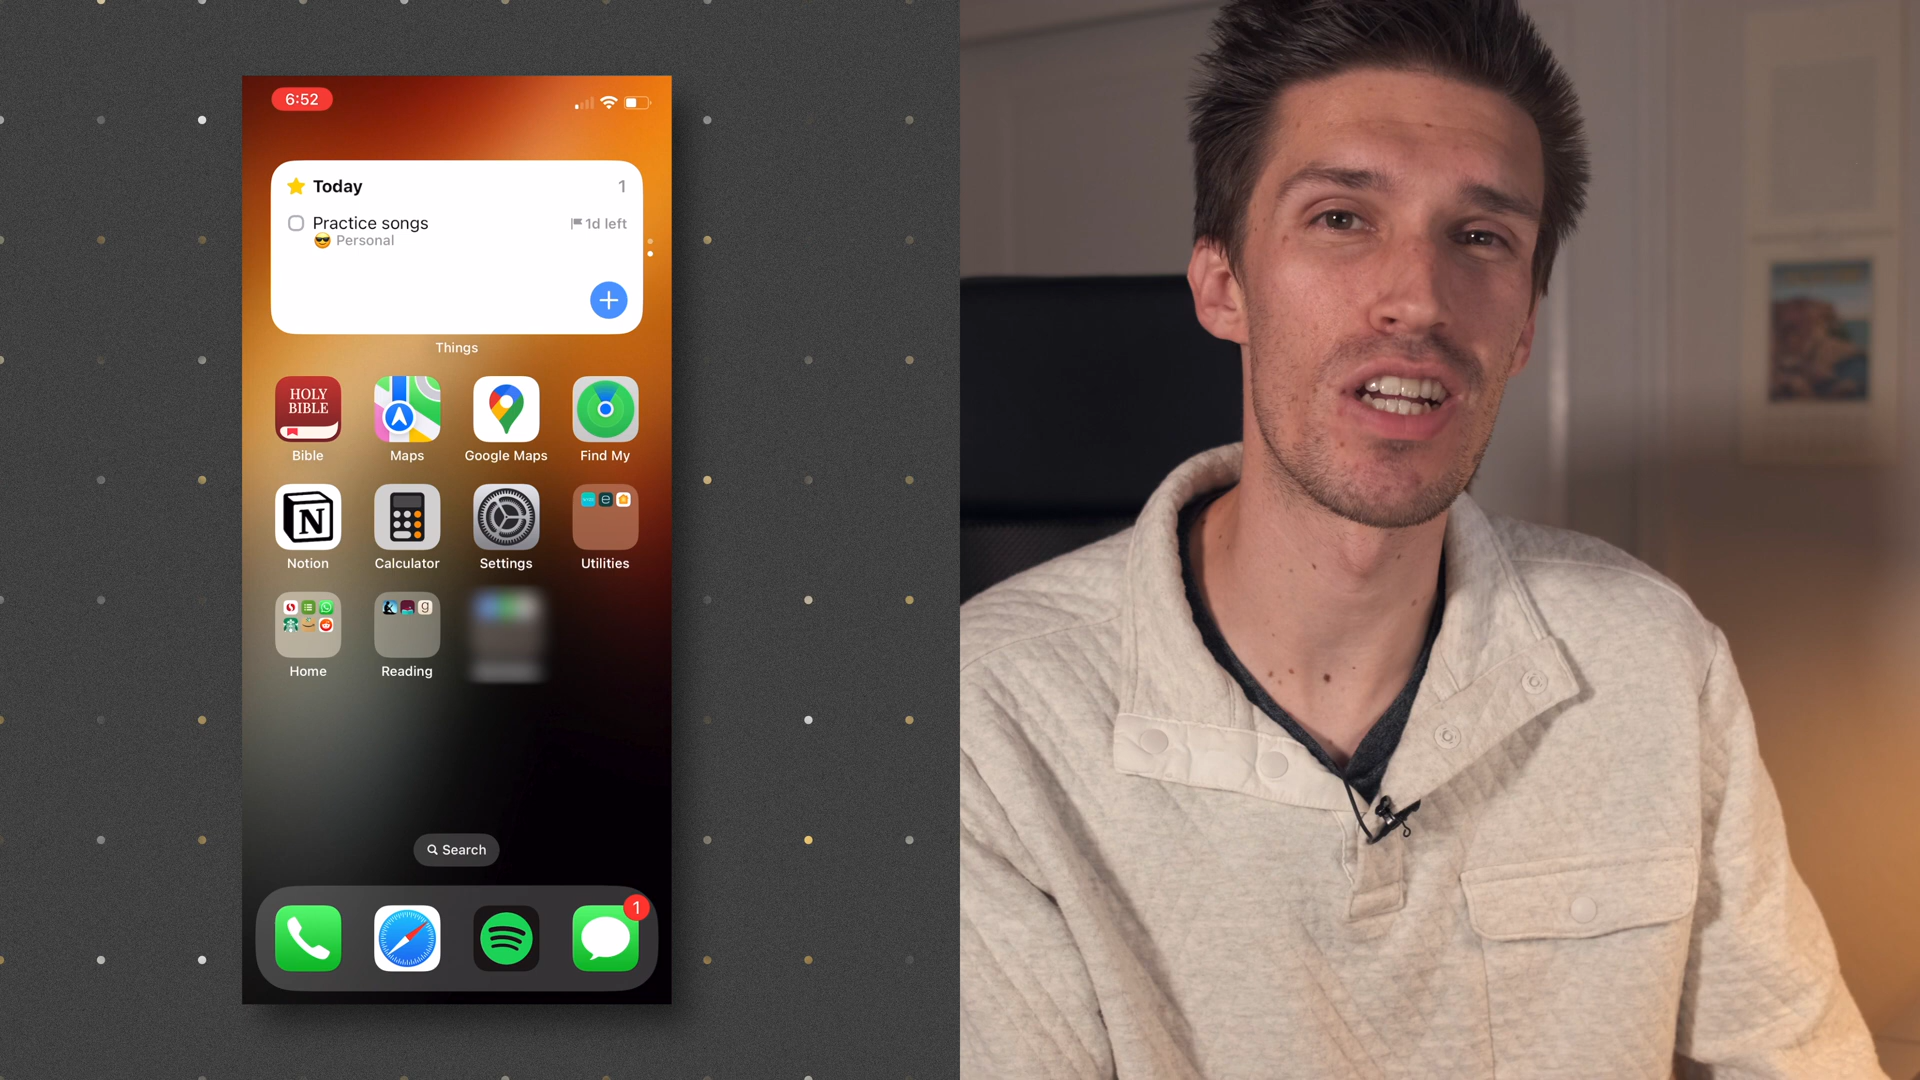 6:52
Today 1
Practice songs 1d left
😎 Personal
Things
HOLY
BIBLE
Bible Maps Google Maps Find My
N
Notion Calculator Settings Utilities
Home Reading
Search
1